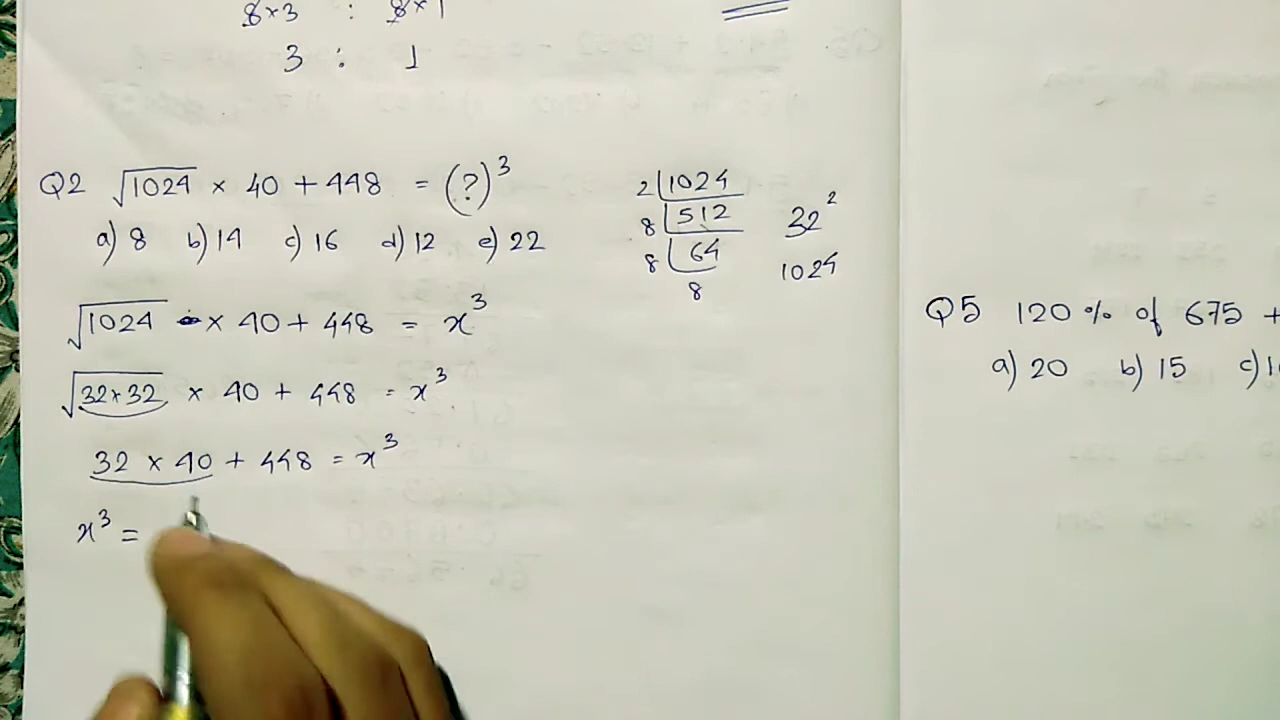 8×3 : 8×1
3 : 1
Q2 √1024 × 40 + 448 = (?)³
a) 8 b) 14 c) 16 d) 12 e) 22
√1024 × 40 + 448 = x³
√32×32 × 40 + 448 = x³
32 × 40 + 448 = x³
x³ =
2 1024
8 512
8 64
8
32²
1024
Q5 120% of 675 +
a) 20 b) 15 c)